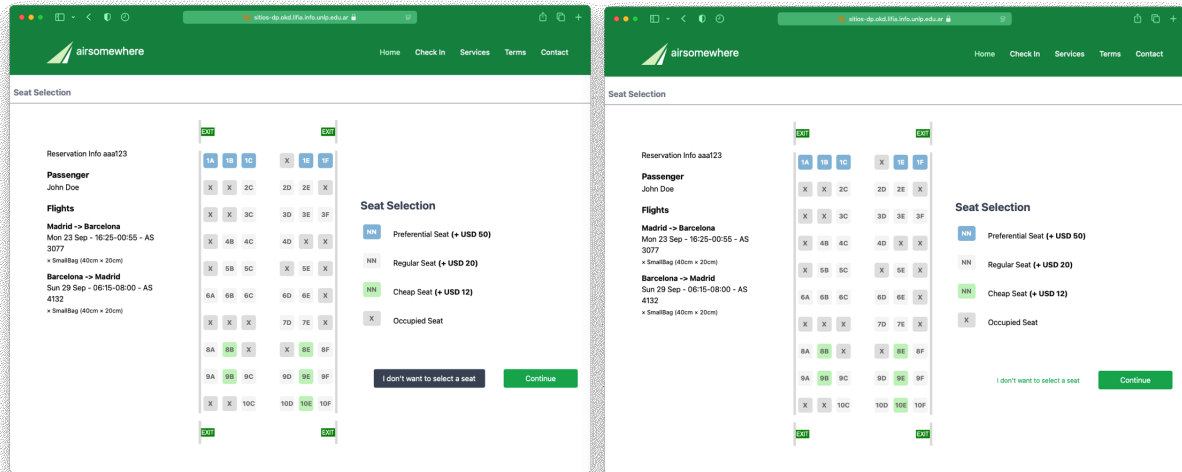 sitios-dp.okd.lifia.info.unlp.edu.ar
airsomewhere
Home Check In Services Terms Contact
Seat Selection
EXIT EXIT
Reservation Info aaa123
Passenger
John Doe
Flights
Madrid -> Barcelona
Mon 23 Sep - 16:25-00:55 - AS
3077
× SmallBag (40cm × 20cm)
Barcelona -> Madrid
Sun 29 Sep - 06:15-08:00 - AS
4132
× SmallBag (40cm × 20cm)
1A 1B 1C X 1E 1F
X X 2C 2D 2E X
X X 3C 3D 3E 3F
X 4B 4C 4D X X
X 5B 5C X 5E X
6A 6B 6C 6D 6E X
X X X 7D 7E X
8A 8B X X 8E 8F
9A 9B 9C 9D 9E 9F
X X 10C 10D 10E 10F
EXIT EXIT
Seat Selection
NN Preferential Seat (+ USD 50)
NN Regular Seat (+ USD 20)
NN Cheap Seat (+ USD 12)
X Occupied Seat
I don't want to select a seat Continue
sitios-dp.okd.lifia.info.unlp.edu.ar
airsomewhere
Home Check In Services Terms Contact
Seat Selection
EXIT EXIT
Reservation Info aaa123
Passenger
John Doe
Flights
Madrid -> Barcelona
Mon 23 Sep - 16:25-00:55 - AS
3077
× SmallBag (40cm × 20cm)
Barcelona -> Madrid
Sun 29 Sep - 06:15-08:00 - AS
4132
× SmallBag (40cm × 20cm)
1A 1B 1C X 1E 1F
X X 2C 2D 2E X
X X 3C 3D 3E 3F
X 4B 4C 4D X X
X 5B 5C X 5E X
6A 6B 6C 6D 6E X
X X X 7D 7E X
8A 8B X X 8E 8F
9A 9B 9C 9D 9E 9F
X X 10C 10D 10E 10F
EXIT EXIT
Seat Selection
NN Preferential Seat (+ USD 50)
NN Regular Seat (+ USD 20)
NN Cheap Seat (+ USD 12)
X Occupied Seat
I don't want to select a seat Continue